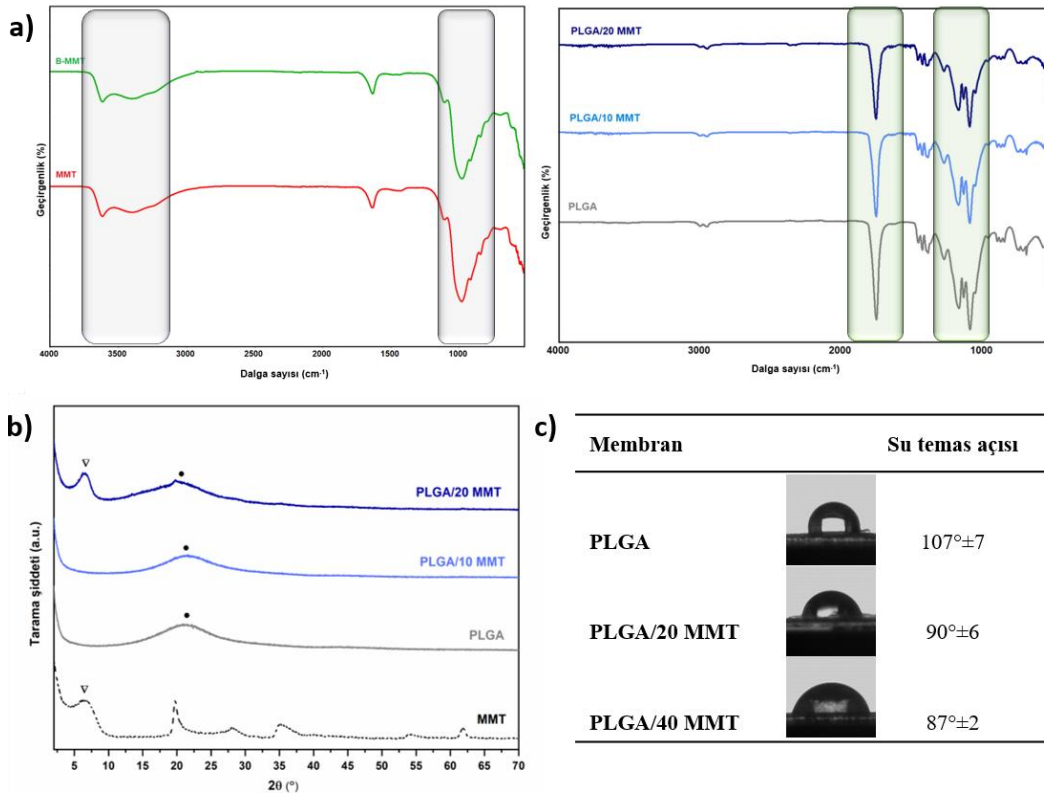 a)
B-MMT
MMT
Geçirgenlik (%)
4000 3500 3000 2500 2000 1500 1000
Dalga sayısı (cm-1)
PLGA/20 MMT
PLGA/10 MMT
PLGA
Geçirgenlik (%)
4000 3000 2000 1000
Dalga sayısı (cm-1)
b)
∇
•
PLGA/20 MMT
•
PLGA/10 MMT
•
PLGA
∇
MMT
Tarama şiddeti (a.u.)
5 10 15 20 25 30 35 40 45 50 55 60 65 70
2θ (°)
c)
Membran Su temas açısı
PLGA 107°±7
PLGA/20 MMT 90°±6
PLGA/40 MMT 87°±2